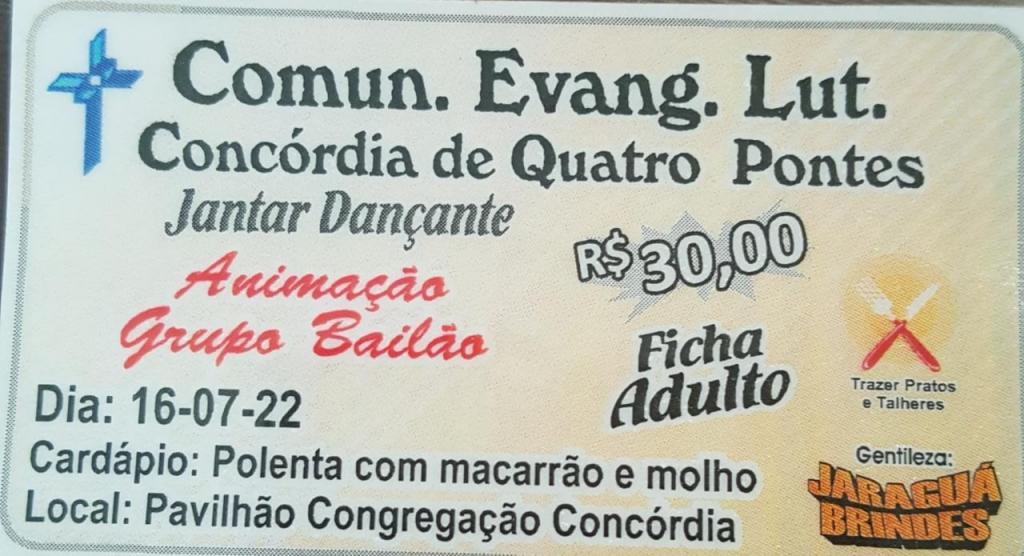 Comun. Evang. Lut.
Concórdia de Quatro Pontes
Jantar Dançante
R$ 30,00
Animação
Grupo Bailão
Ficha
Adulto
Trazer Pratos
e Talheres
Dia: 16-07-22
Cardápio: Polenta com macarrão e molho
Local: Pavilhão Congregação Concórdia
Gentileza:
JARAGUÁ
BRINDES